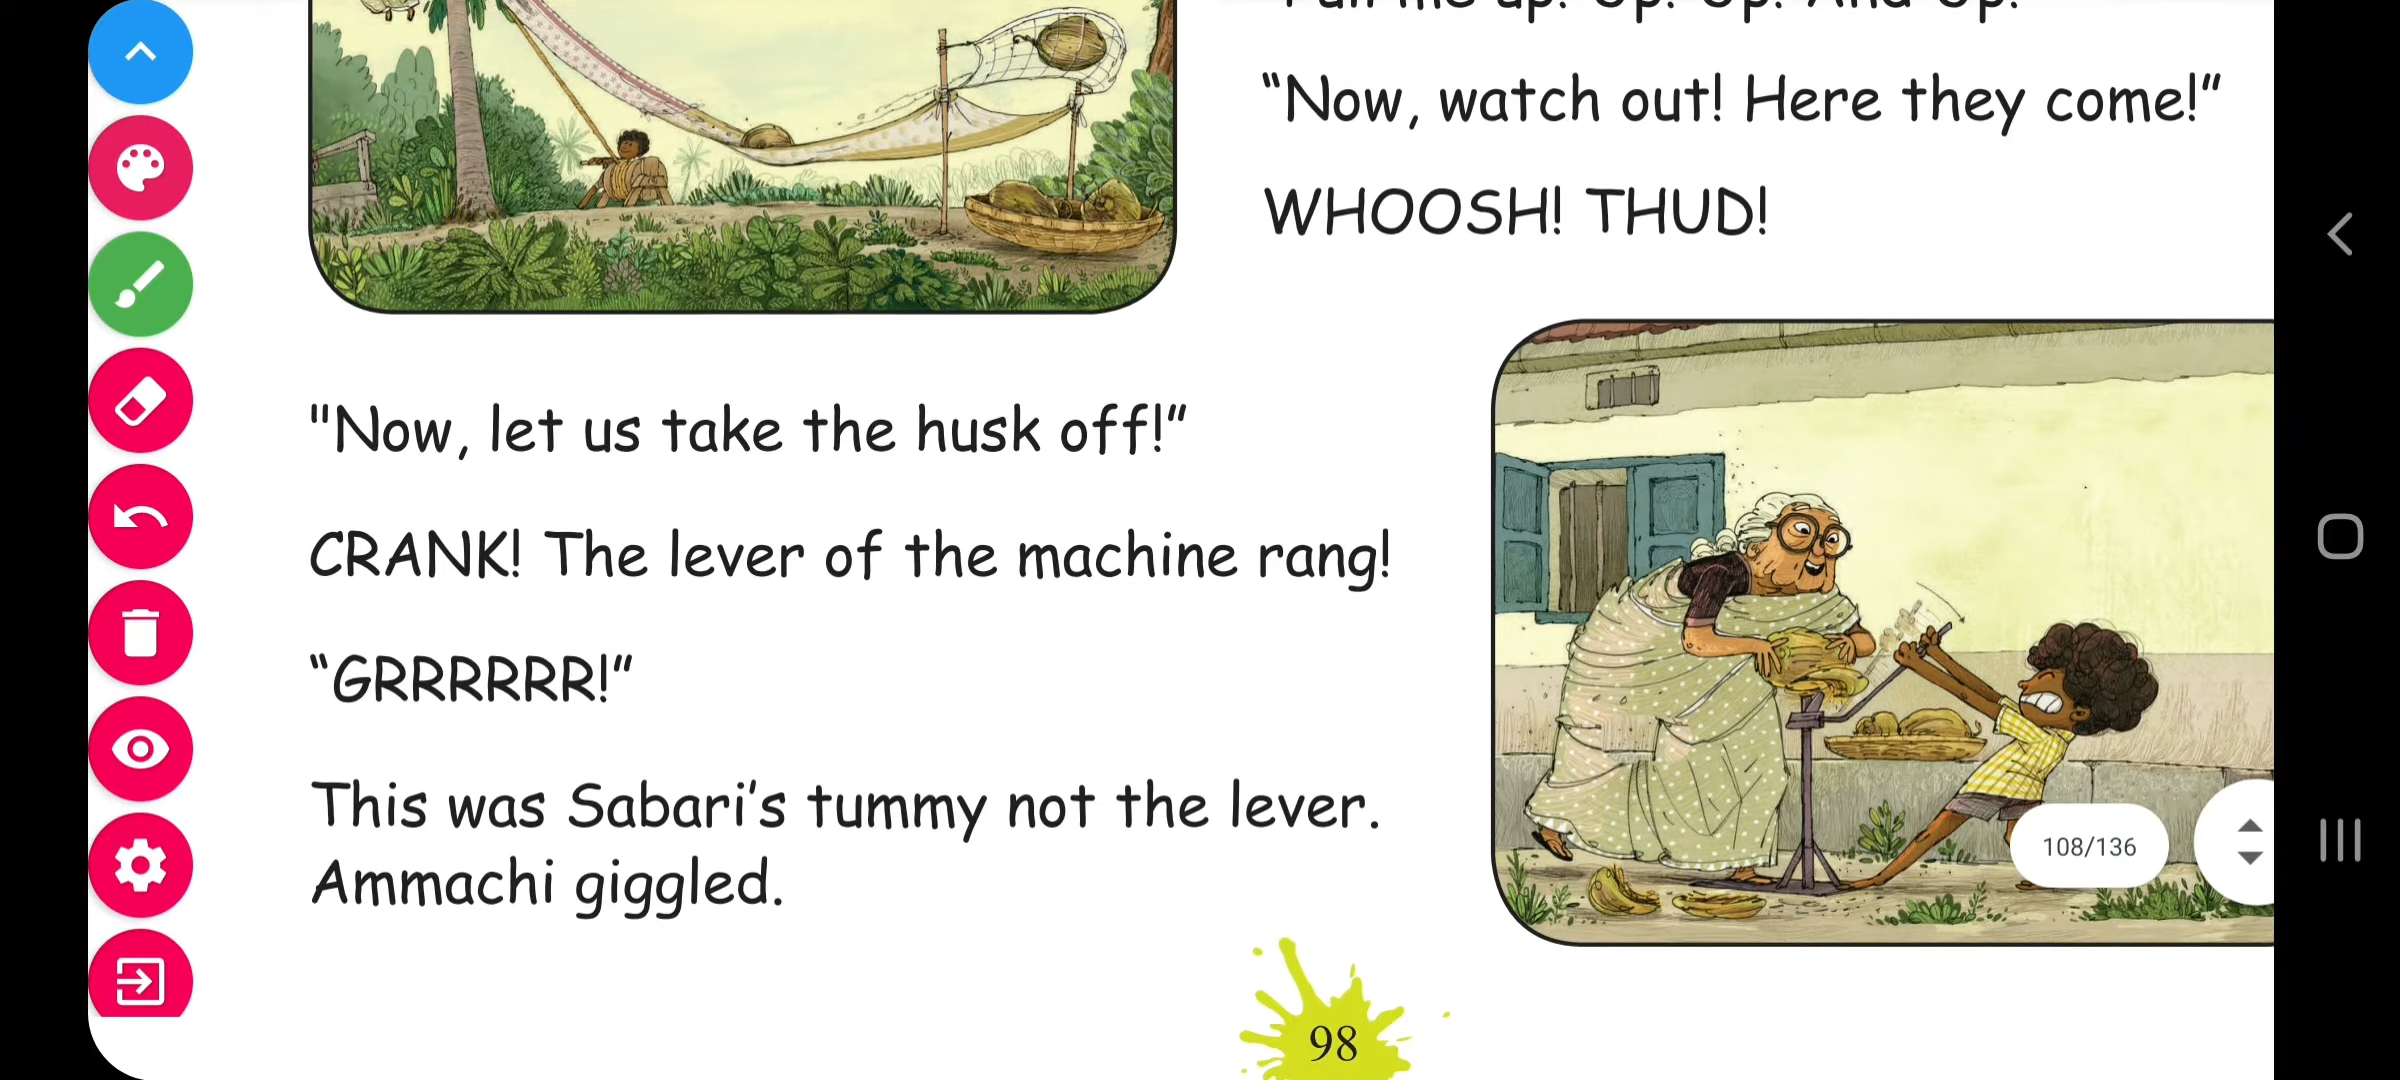 "Now, watch out! Here they come!"
WHOOSH! THUD!
"Now, let us take the husk off!"
CRANK! The lever of the machine rang!
"GRRRRRR!"
This was Sabari's tummy not the lever.
Ammachi giggled.
108/136
98